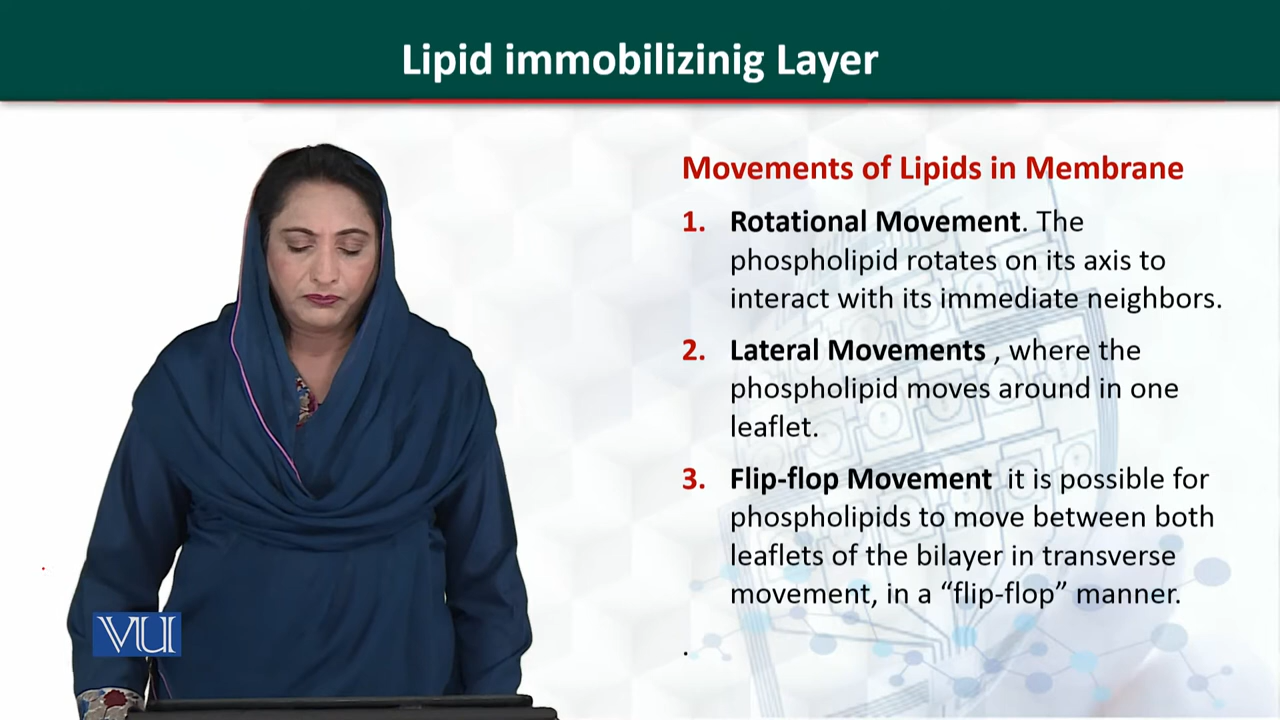 Lipid immobilizinig Layer
Movements of Lipids in Membrane
1. Rotational Movement. The
phospholipid rotates on its axis to
interact with its immediate neighbors.
2. Lateral Movements , where the
phospholipid moves around in one
leaflet.
3. Flip-flop Movement it is possible for
phospholipids to move between both
leaflets of the bilayer in transverse
movement, in a “flip-flop” manner.
.
VU